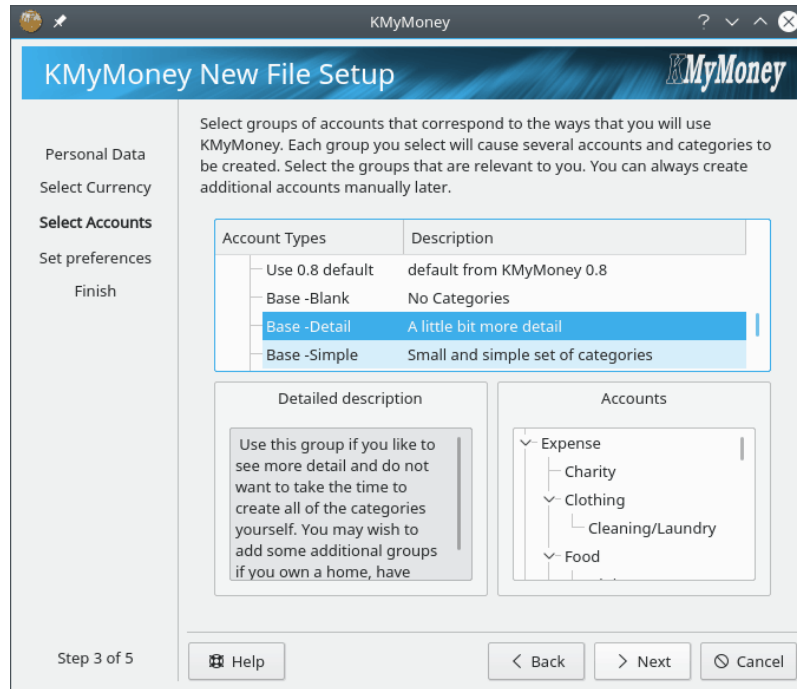 KMyMoney
KMyMoney New File Setup
KMyMoney
Personal Data
Select Currency
Select Accounts
Set preferences
Finish
Select groups of accounts that correspond to the ways that you will use
KMyMoney. Each group you select will cause several accounts and categories to
be created. Select the groups that are relevant to you. You can always create
additional accounts manually later.
Account Types Description
Use 0.8 default default from KMyMoney 0.8
Base -Blank No Categories
Base -Detail A little bit more detail
Base -Simple Small and simple set of categories
Detailed description
Use this group if you like to
see more detail and do not
want to take the time to
create all of the categories
yourself. You may wish to
add some additional groups
if you own a home, have
Accounts
Expense
Charity
Clothing
Cleaning/Laundry
Food
Step 3 of 5
Help
< Back
> Next
Cancel